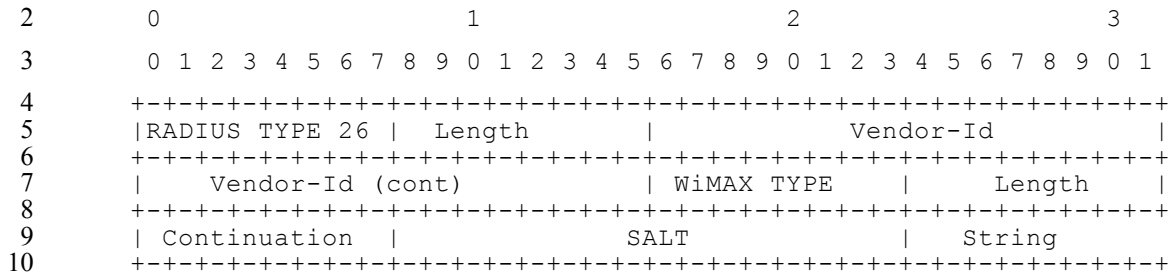 2 0 1 2 3
3 0 1 2 3 4 5 6 7 8 9 0 1 2 3 4 5 6 7 8 9 0 1 2 3 4 5 6 7 8 9 0 1
4 +-+-+-+-+-+-+-+-+-+-+-+-+-+-+-+-+-+-+-+-+-+-+-+-+-+-+-+-+-+-+-+-+
5 |RADIUS TYPE 26 | Length | Vendor-Id |
6 +-+-+-+-+-+-+-+-+-+-+-+-+-+-+-+-+-+-+-+-+-+-+-+-+-+-+-+-+-+-+-+-+
7 | Vendor-Id (cont) | WiMAX TYPE | Length |
8 +-+-+-+-+-+-+-+-+-+-+-+-+-+-+-+-+-+-+-+-+-+-+-+-+-+-+-+-+-+-+-+-+
9 | Continuation | SALT | String
10 +-+-+-+-+-+-+-+-+-+-+-+-+-+-+-+-+-+-+-+-+-+-+-+-+-+-+-+-+-+-+-+-+